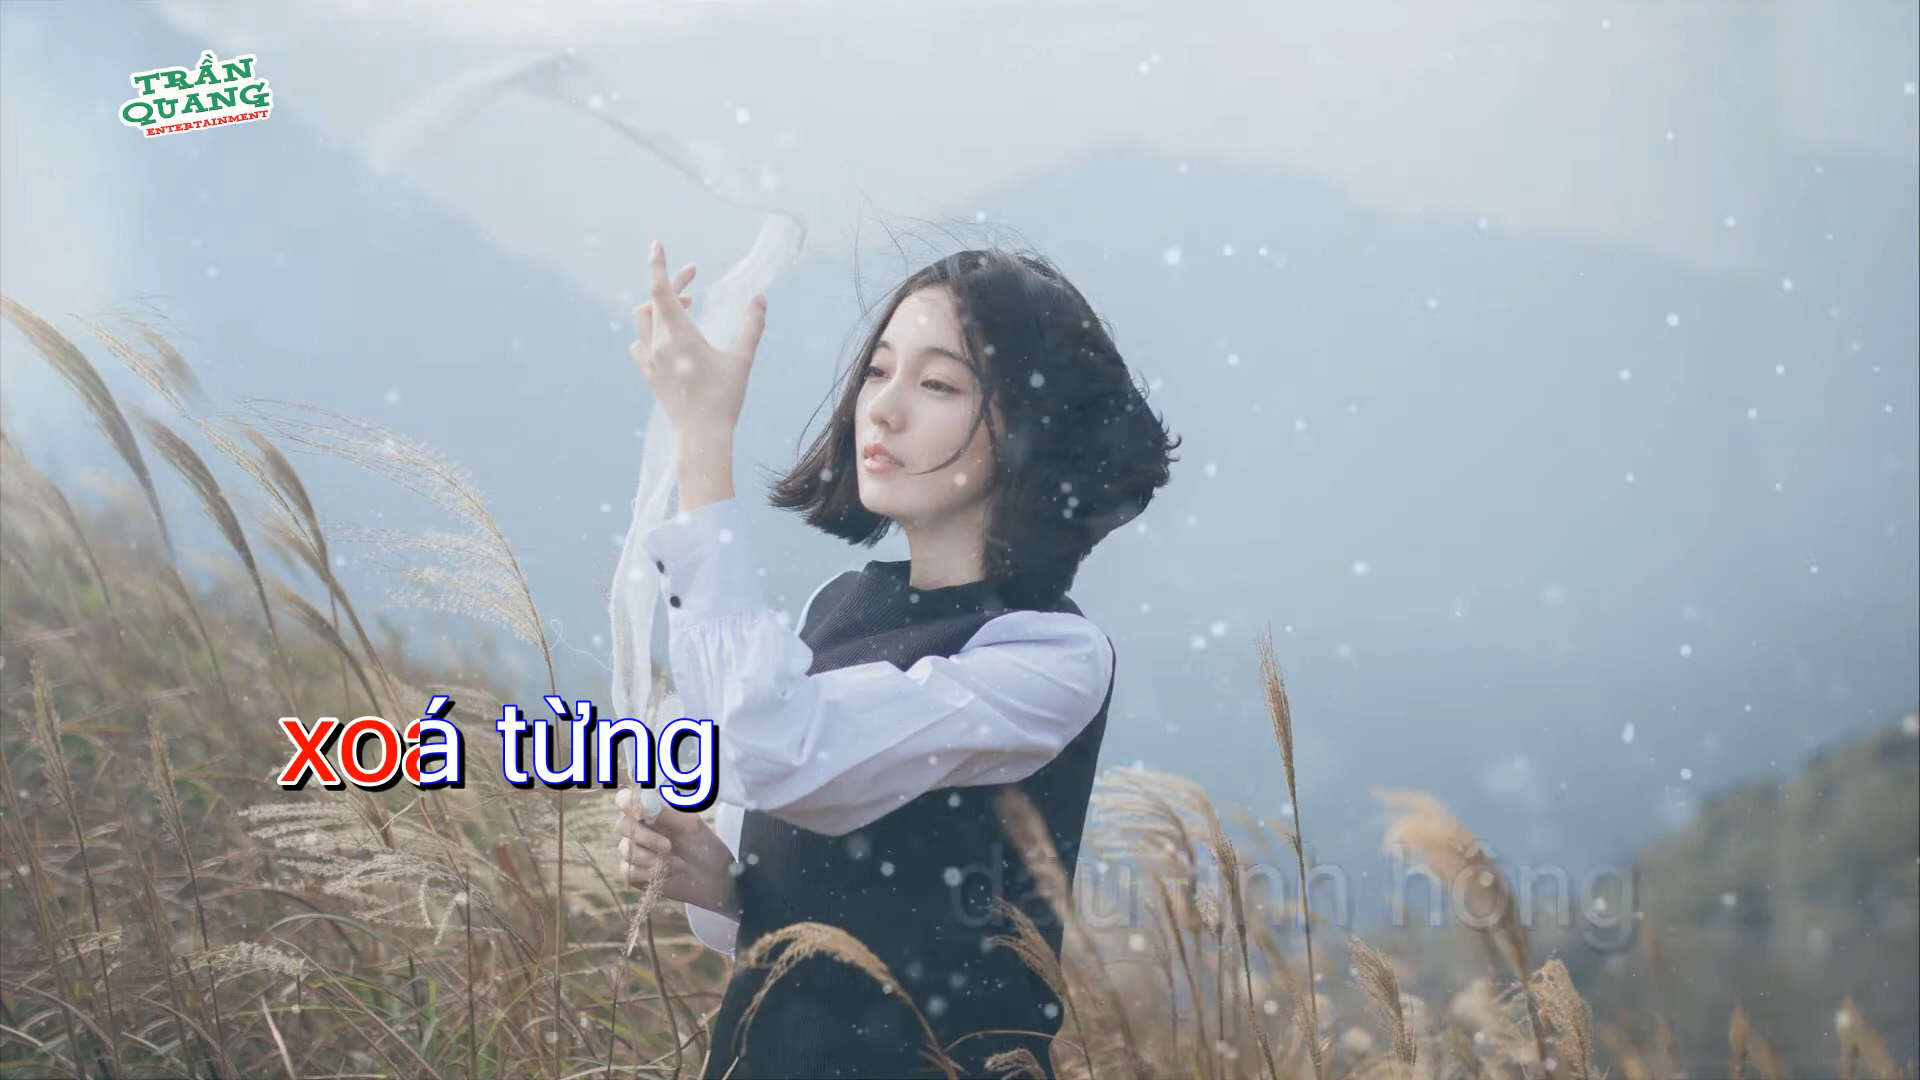 TRẦN
QUANG
ENTERTAINMENT
xoá từng
dấu tình hồng